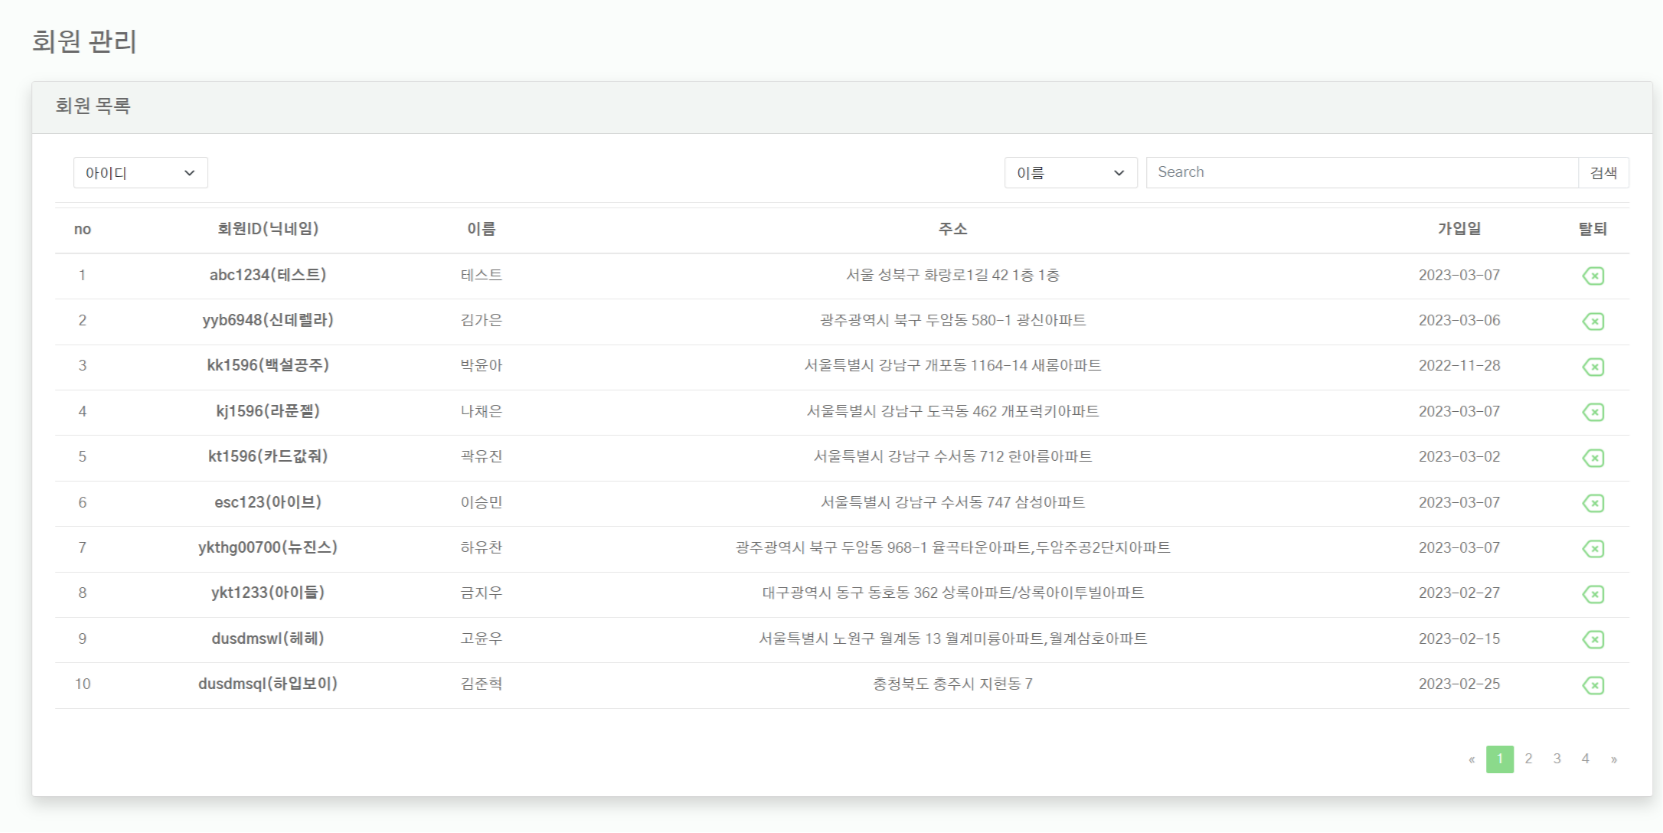 회원 관리
회원 목록
아이디 이름 Search 검색
no 회원ID(닉네임) 이름 주소 가입일 탈퇴
1 abc1234(테스트) 테스트 서울 성북구 화랑로1길 42 1층 1층 2023-03-07
2 yyb6948(신데렐라) 김가은 광주광역시 북구 두암동 580-1 광신아파트 2023-03-06
3 kk1596(백설공주) 박윤아 서울특별시 강남구 개포동 1164-14 새롬아파트 2022-11-28
4 kj1596(라푼젤) 나채은 서울특별시 강남구 도곡동 462 개포럭키아파트 2023-03-07
5 kt1596(카드값줘) 곽유진 서울특별시 강남구 수서동 712 한아름아파트 2023-03-02
6 esc123(아이브) 이승민 서울특별시 강남구 수서동 747 삼성아파트 2023-03-07
7 ykthg00700(뉴진스) 하유찬 광주광역시 북구 두암동 968-1 율곡타운아파트,두암주공2단지아파트 2023-03-07
8 ykt1233(아이들) 금지우 대구광역시 동구 동호동 362 상록아파트/상록아이투빌아파트 2023-02-27
9 dusdmswl(헤헤) 고윤우 서울특별시 노원구 월계동 13 월계미륭아파트,월계삼호아파트 2023-02-15
10 dusdmsql(하입보이) 김준혁 충청북도 충주시 지현동 7 2023-02-25
« 1 2 3 4 »